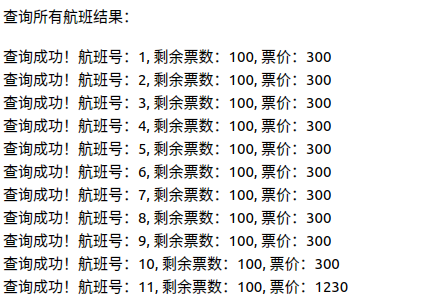 查询所有航班结果：
查询成功！航班号：1, 剩余票数：100, 票价：300
查询成功！航班号：2, 剩余票数：100, 票价：300
查询成功！航班号：3, 剩余票数：100, 票价：300
查询成功！航班号：4, 剩余票数：100, 票价：300
查询成功！航班号：5, 剩余票数：100, 票价：300
查询成功！航班号：6, 剩余票数：100, 票价：300
查询成功！航班号：7, 剩余票数：100, 票价：300
查询成功！航班号：8, 剩余票数：100, 票价：300
查询成功！航班号：9, 剩余票数：100, 票价：300
查询成功！航班号：10, 剩余票数：100, 票价：300
查询成功！航班号：11, 剩余票数：100, 票价：1230